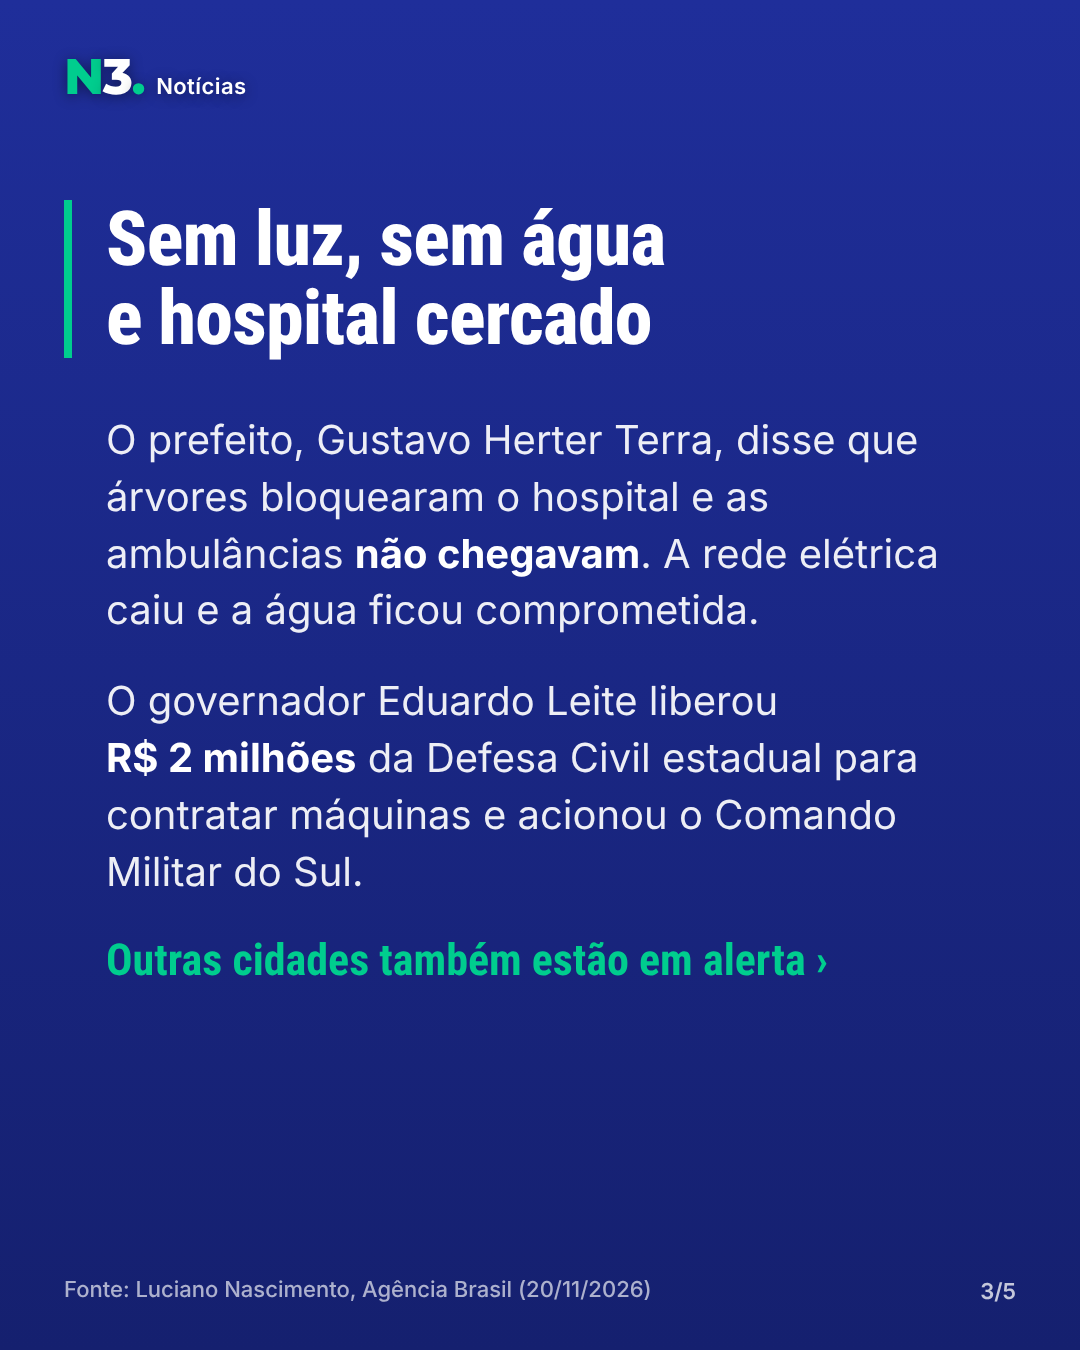 N3. Notícias
Sem luz, sem água
e hospital cercado
O prefeito, Gustavo Herter Terra, disse que
árvores bloquearam o hospital e as
ambulâncias não chegavam. A rede elétrica
caiu e a água ficou comprometida.
O governador Eduardo Leite liberou
R$ 2 milhões da Defesa Civil estadual para
contratar máquinas e acionou o Comando
Militar do Sul.
Outras cidades também estão em alerta ›
Fonte: Luciano Nascimento, Agência Brasil (20/11/2026)
3/5